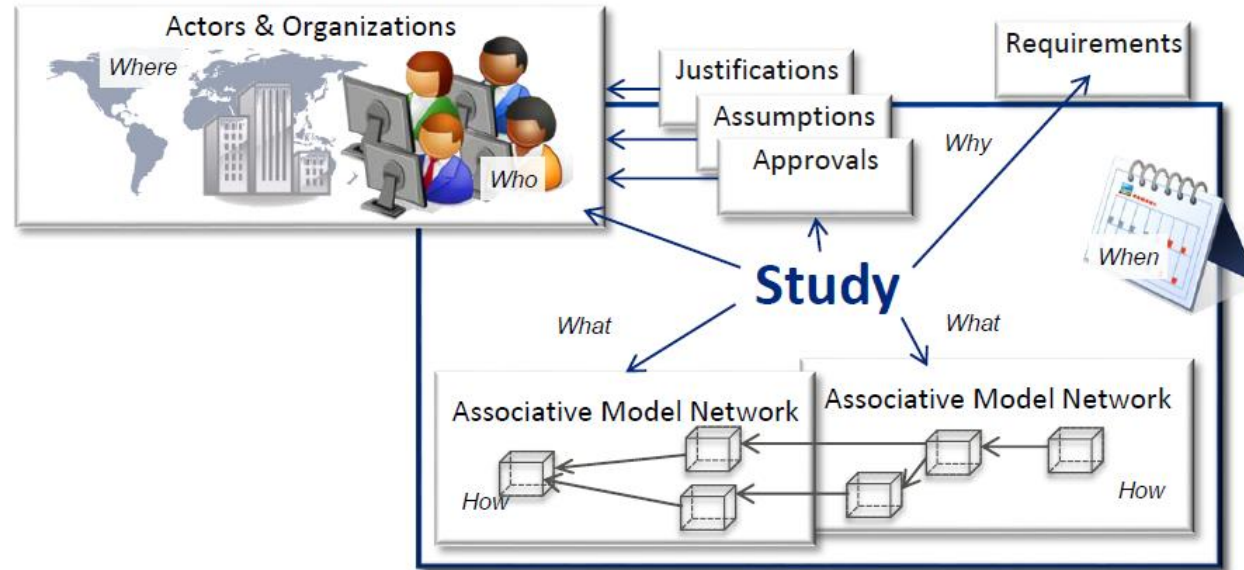 Actors & Organizations
Where
Who
Justifications
Assumptions
Approvals
Requirements
Why
When
Study
What
What
Associative Model Network
How
Associative Model Network
How